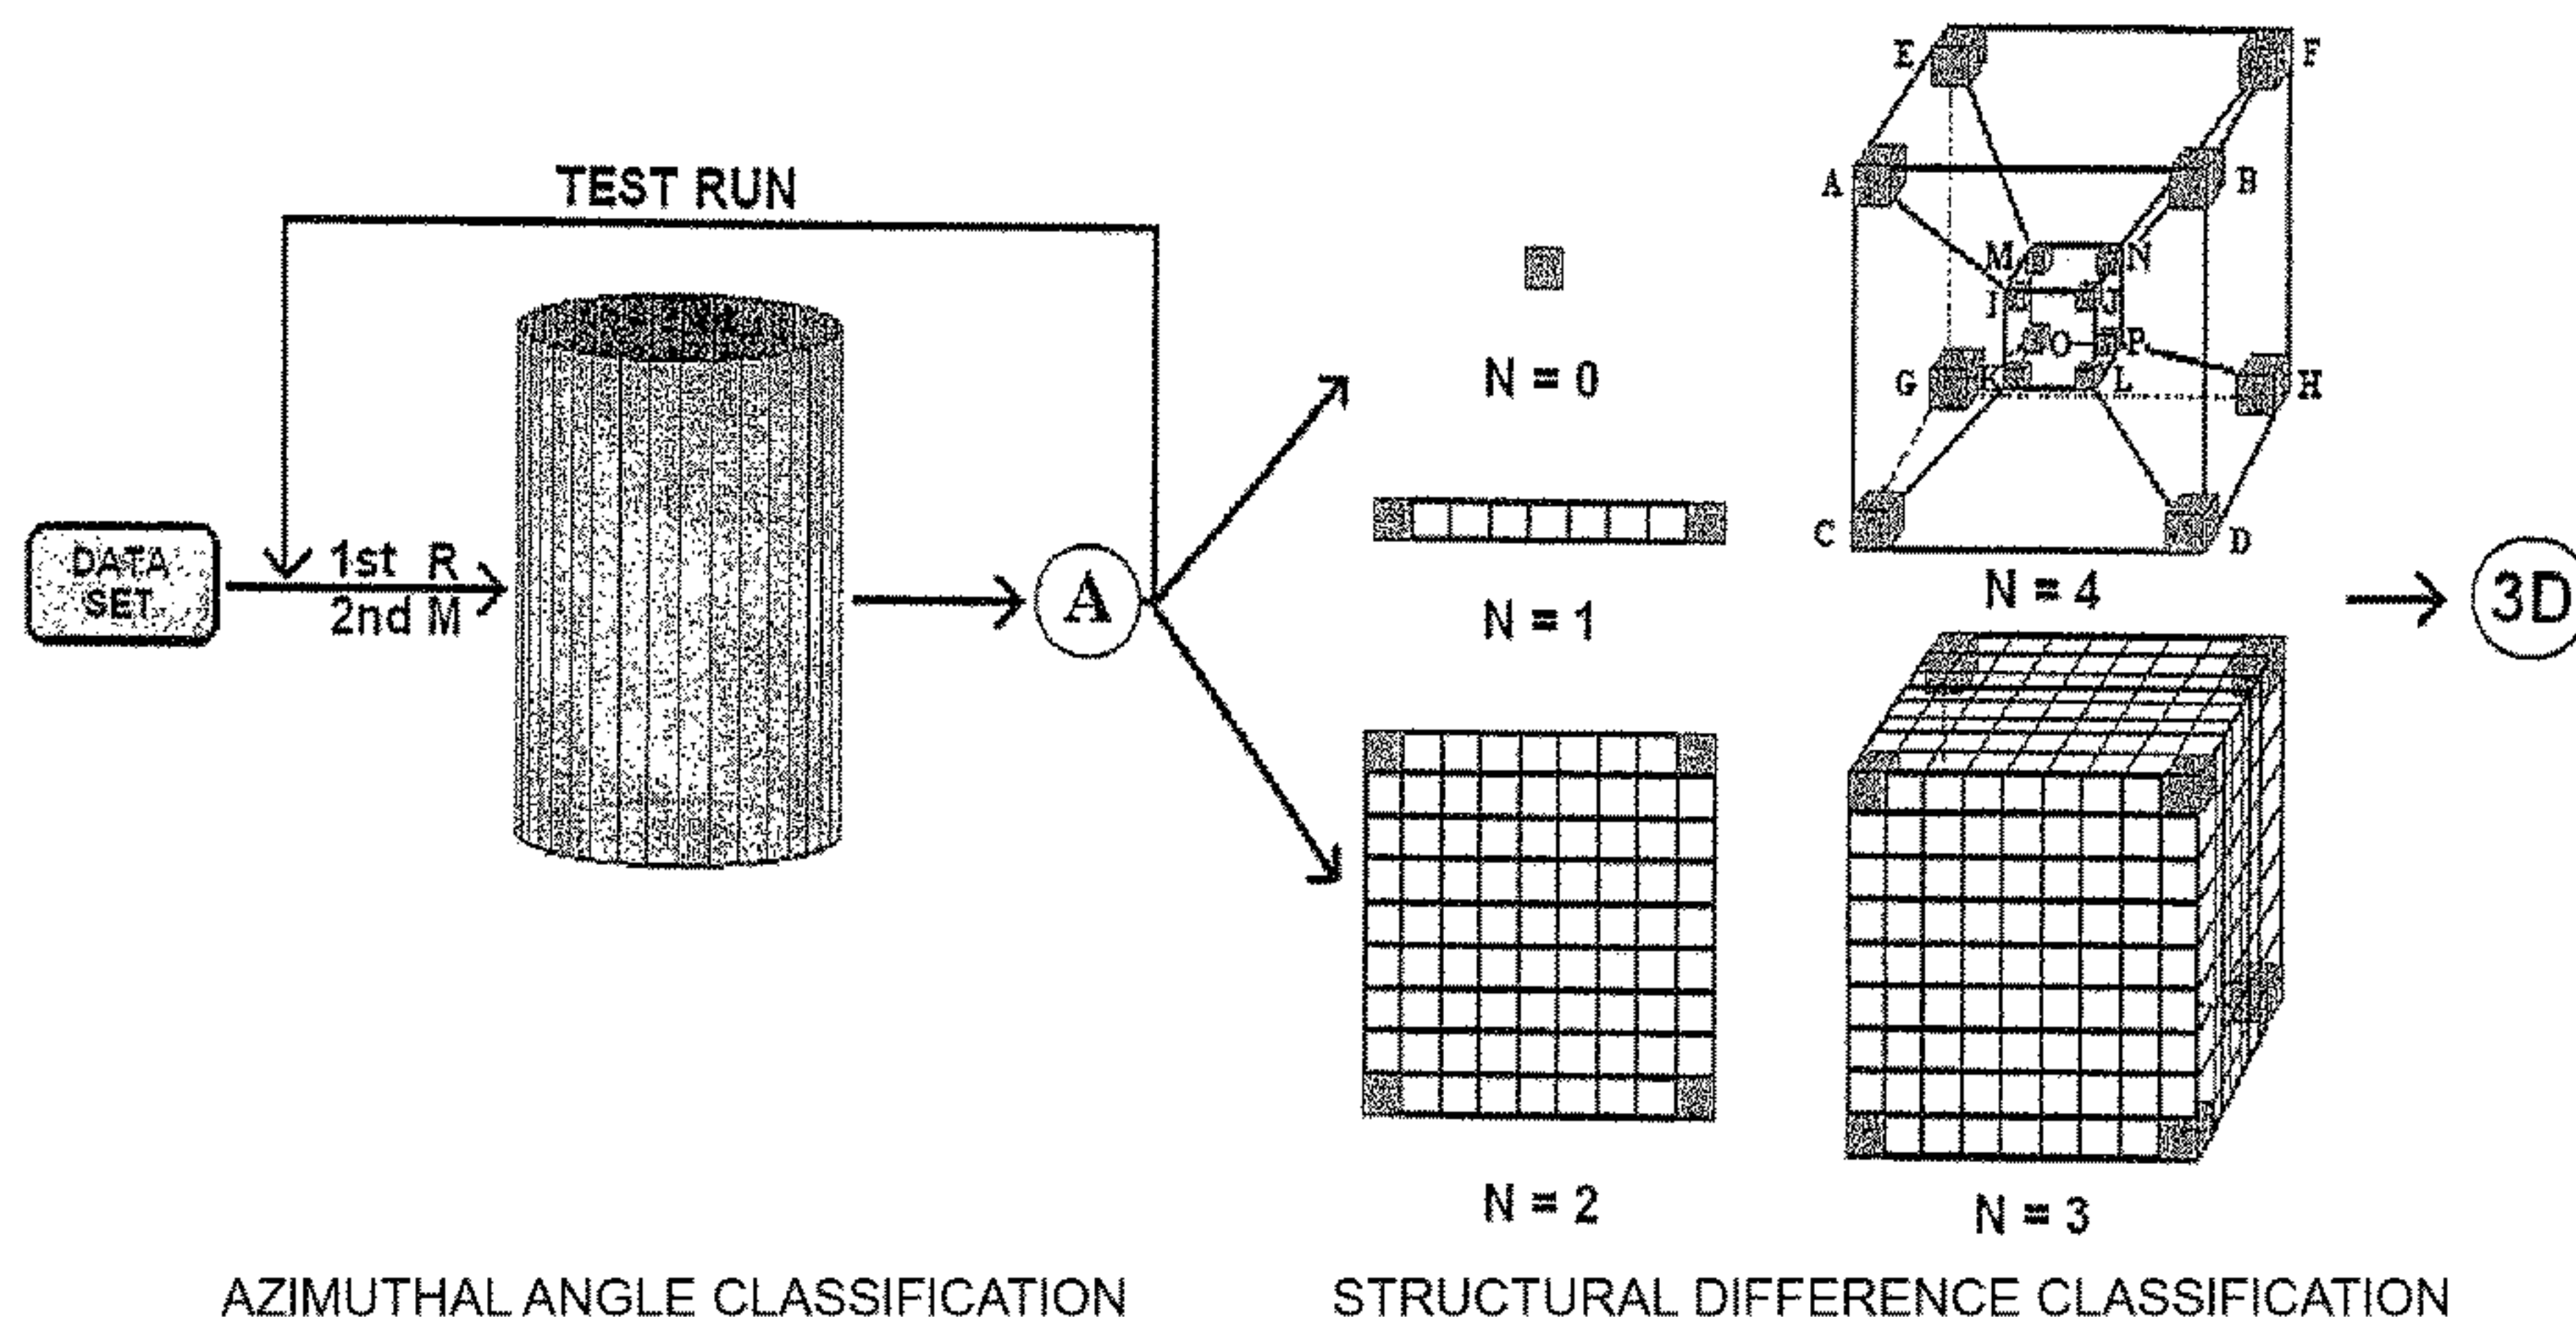 TEST RUN
DATA
SET
1st R
2nd M
A
N = 0
N = 1
N = 2
E
F
A
B
M
N
I
J
O
P
G
K
L
H
C
D
N = 4
N = 3
3D
AZIMUTHAL ANGLE CLASSIFICATION
STRUCTURAL DIFFERENCE CLASSIFICATION